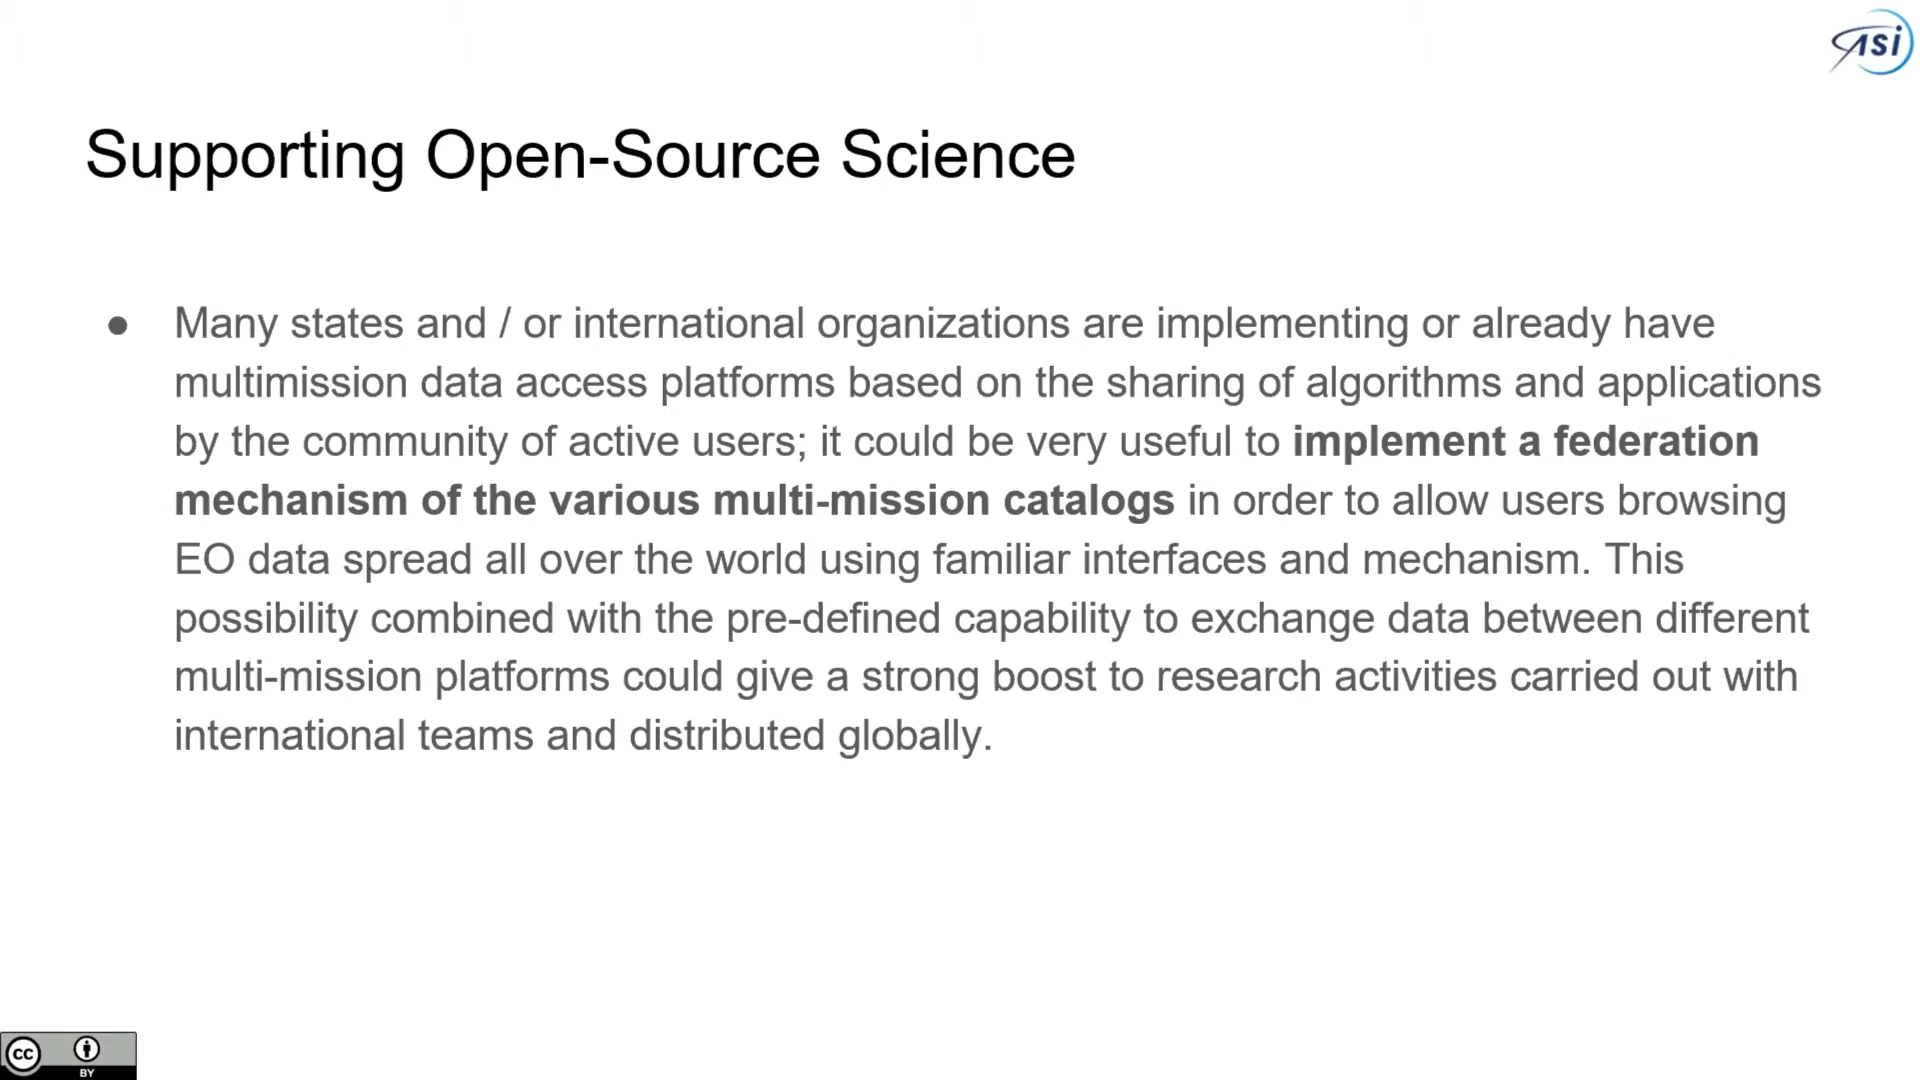 asi
Supporting Open-Source Science
● Many states and / or international organizations are implementing or already have
multimission data access platforms based on the sharing of algorithms and applications
by the community of active users; it could be very useful to implement a federation
mechanism of the various multi-mission catalogs in order to allow users browsing
EO data spread all over the world using familiar interfaces and mechanism. This
possibility combined with the pre-defined capability to exchange data between different
multi-mission platforms could give a strong boost to research activities carried out with
international teams and distributed globally.
cc
BY